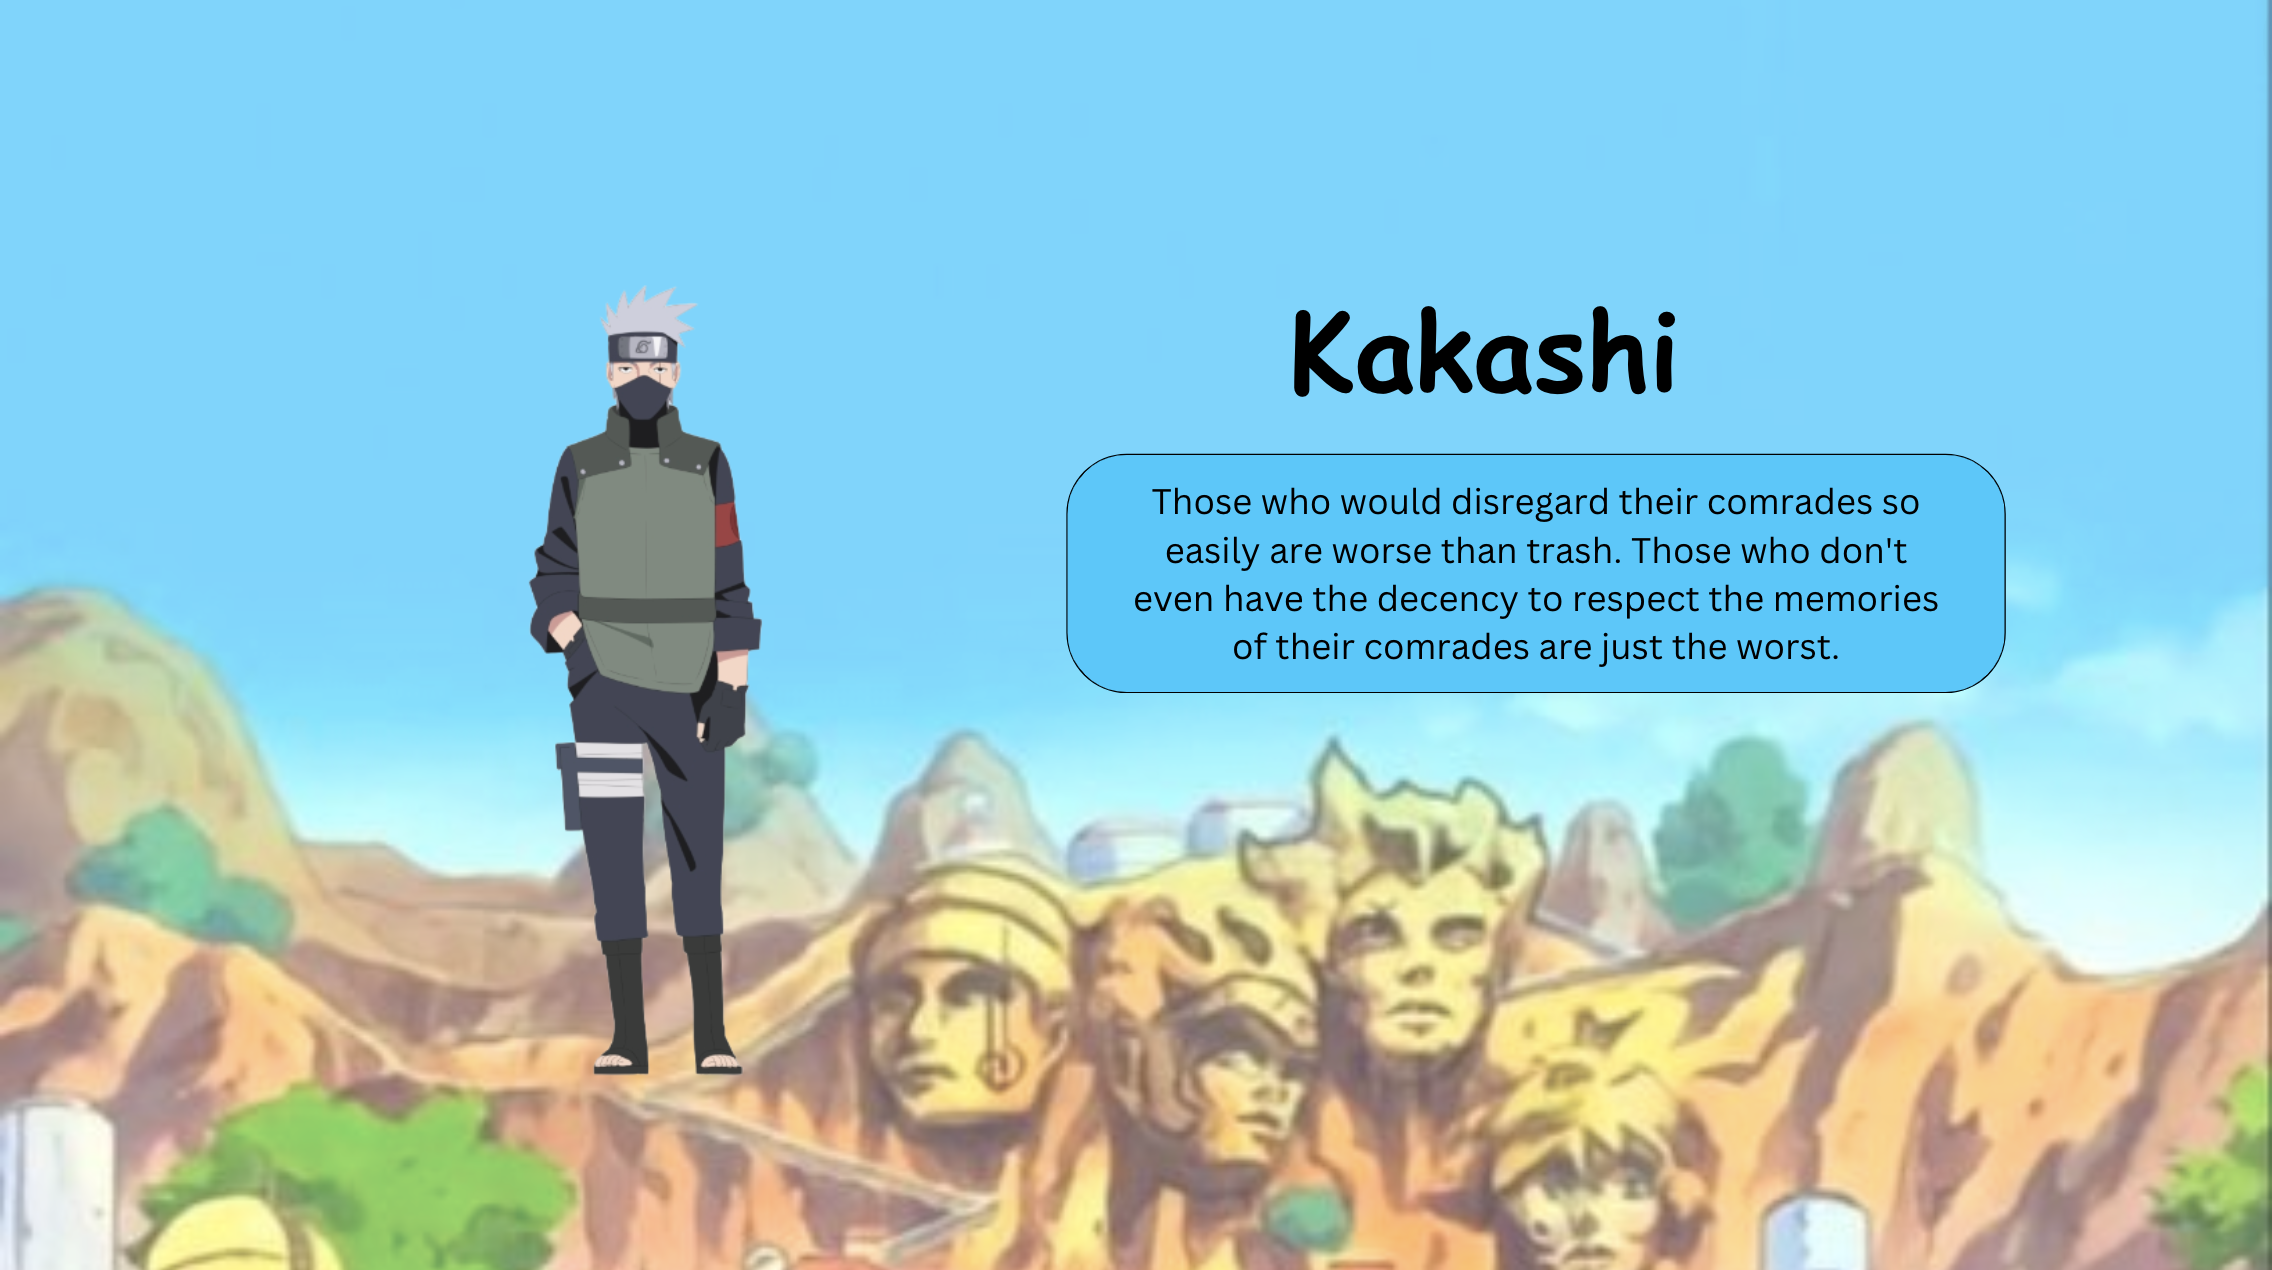 Kakashi
Those who would disregard their comrades so
easily are worse than trash. Those who don't
even have the decency to respect the memories
of their comrades are just the worst.